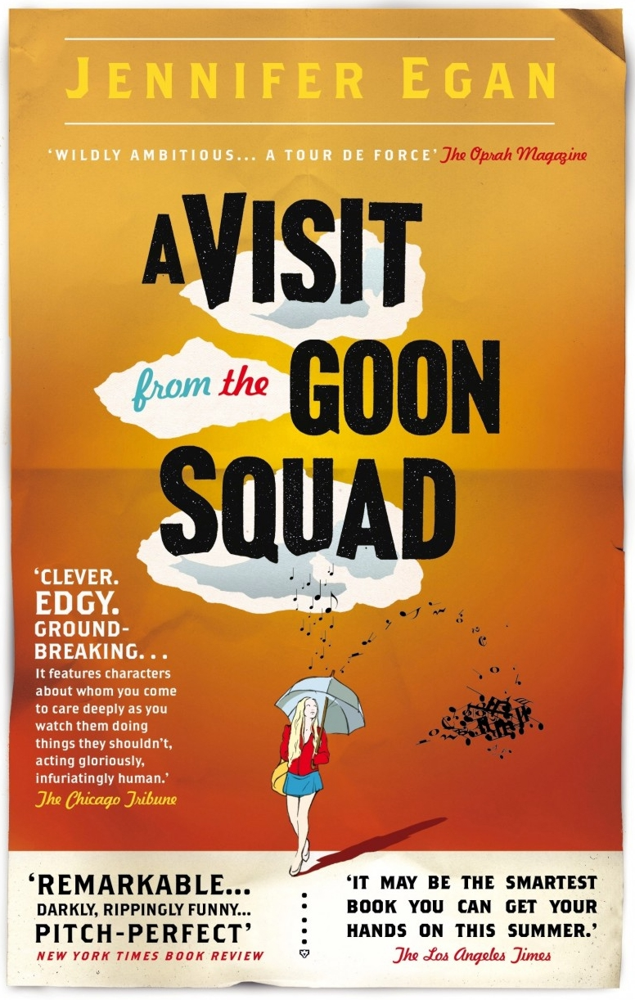 JENNIFER EGAN
‘WILDLY AMBITIOUS... A TOUR DE FORCE’ The Oprah Magazine
A VISIT
from the GOON
SQUAD
‘CLEVER.
EDGY.
GROUND-
BREAKING...
It features characters
about whom you come
to care deeply as you
watch them doing
things they shouldn’t,
acting gloriously,
infuriatingly human.’
The Chicago Tribune
‘REMARKABLE...
DARKLY, RIPPINGLY FUNNY...
PITCH-PERFECT’
NEW YORK TIMES BOOK REVIEW
‘IT MAY BE THE SMARTEST
BOOK YOU CAN GET YOUR
HANDS ON THIS SUMMER.’
The Los Angeles Times